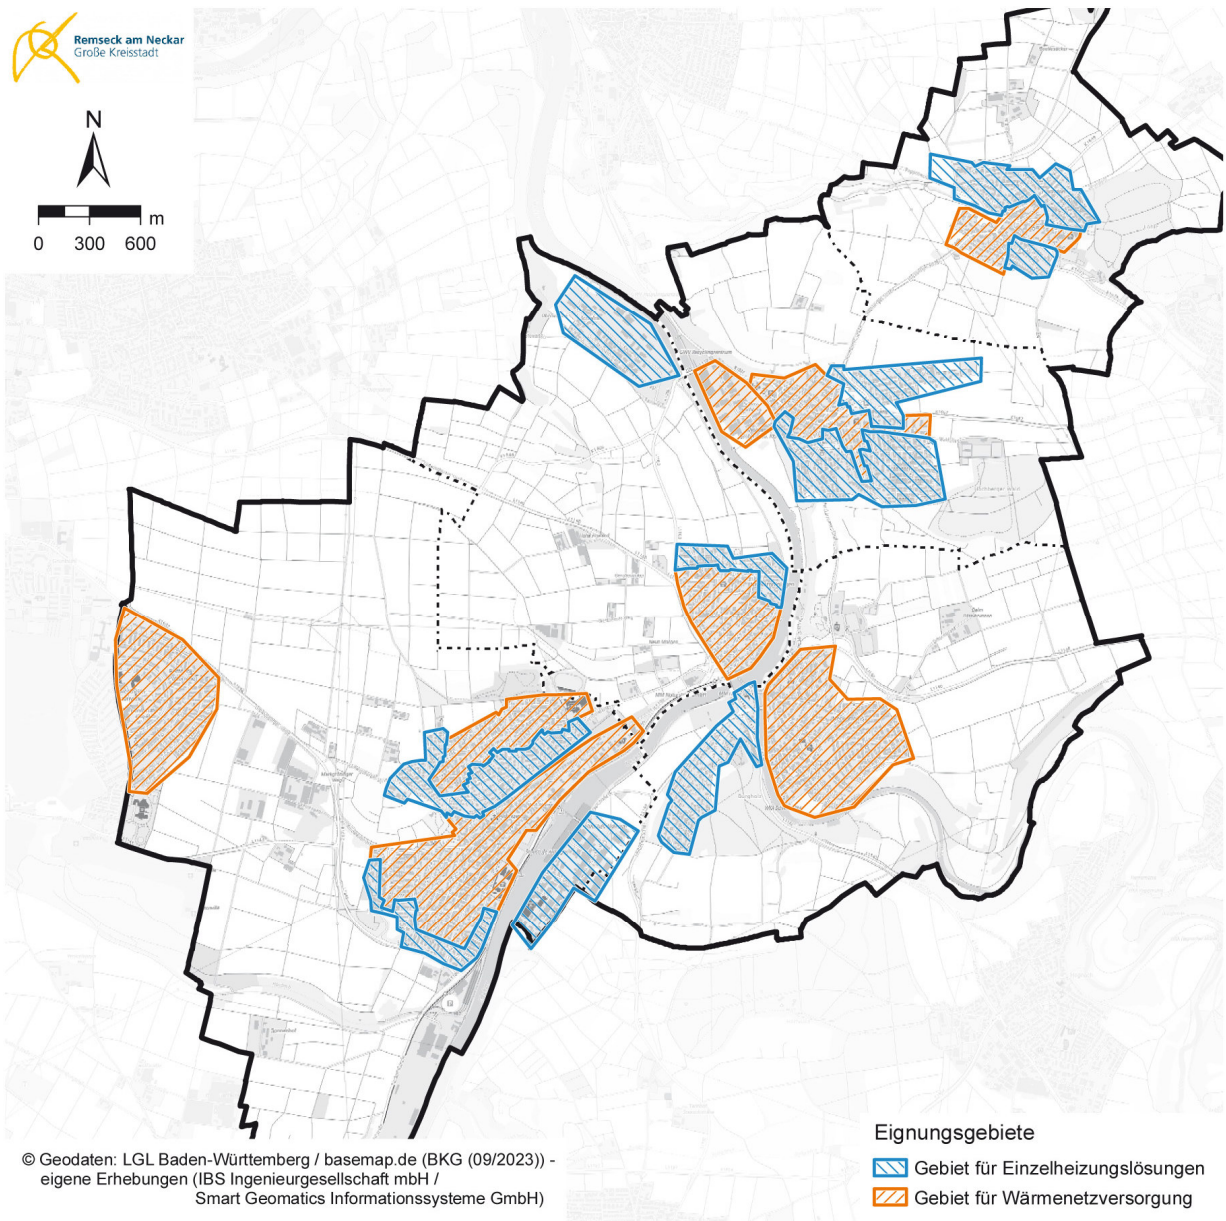 Remseck am Neckar
Große Kreisstadt
N
m
0 300 600
© Geodaten: LGL Baden-Württemberg / basemap.de (BKG (09/2023)) -
eigene Erhebungen (IBS Ingenieurgesellschaft mbH /
Smart Geomatics Informationssysteme GmbH)
Eignungsgebiete
Gebiet für Einzelheizungslösungen
Gebiet für Wärmenetzversorgung